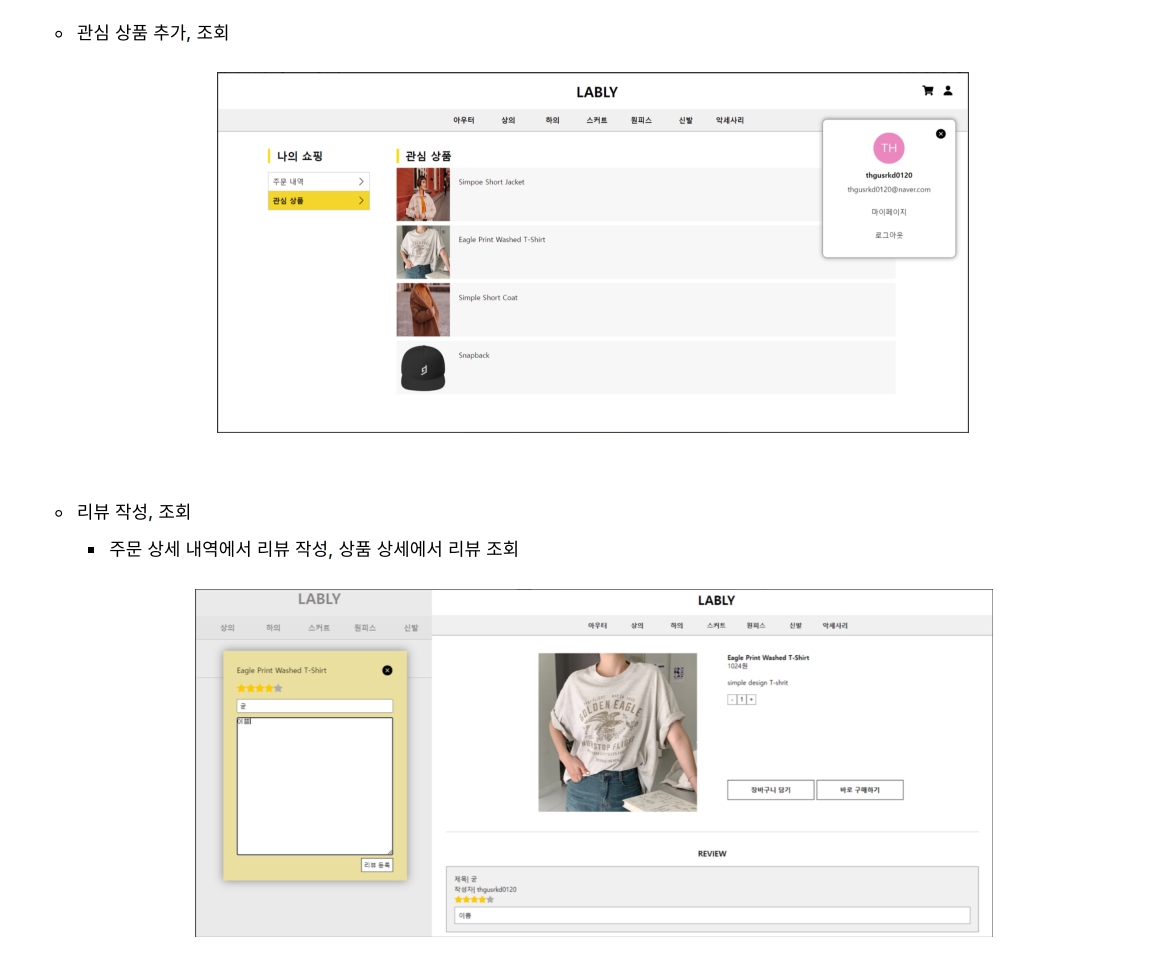 관심 상품 추가, 조회
LABLY
아우터 상의 하의 스커트 원피스 신발 악세사리
나의 쇼핑
주문 내역
관심 상품
관심 상품
Simpoe Short Jacket
Eagle Print Washed T-Shirt
Simple Short Coat
Snapback
TH
thgusrkd0120
thgusrkd0120@naver.com
마이페이지
로그아웃
리뷰 작성, 조회
주문 상세 내역에서 리뷰 작성, 상품 상세에서 리뷰 조회
LABLY
상의 하의 스커트 원피스 신발
Eagle Print Washed T-Shirt
굳
리뷰 등록
LABLY
아우터 상의 하의 스커트 원피스 신발 악세사리
GOLDEN EAGLE
Eagle Print Washed T-Shirt
1024원
simple design T-shrit
- 1 +
장바구니 담기 바로 구매하기
REVIEW
제목| 굳
작성자| thgusrkd0120
이쁨